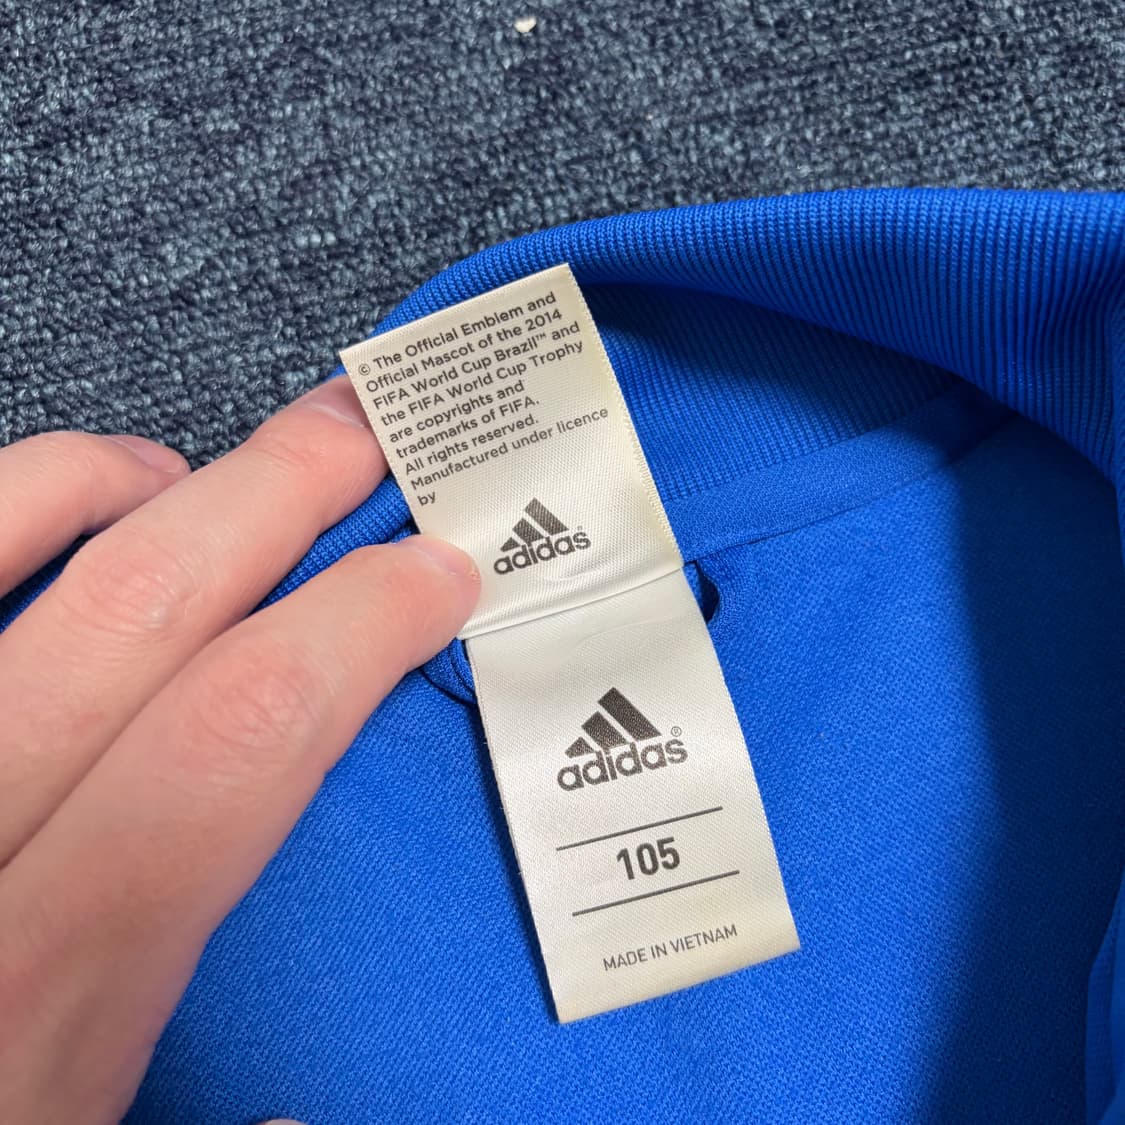 © The Official Emblem and
Official Mascot of the 2014
FIFA World Cup Brazil™ and
the FIFA World Cup Trophy
are copyrights and
trademarks of FIFA.
All rights reserved.
Manufactured under licence
by
adidas®
adidas®
105
MADE IN VIETNAM